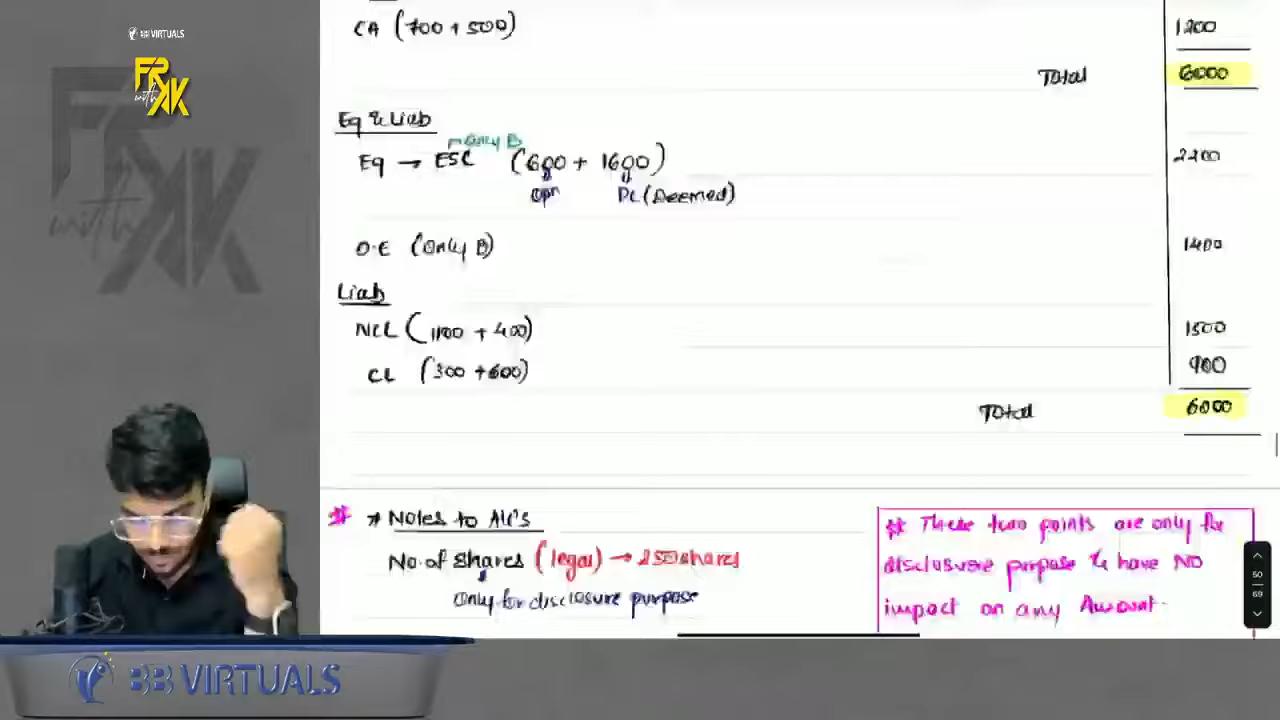 BB VIRTUALS
FR
with
AK
CA (700 + 500) 1200
Total 6000
Eq & Liab
only B
Eq → ESC (600 + 1600) 2200
opn PC (Deemed)
O.E (Only B) 1400
Liab
NCL (1100 + 400) 1500
CL (300 + 600) 900
Total 6000
# * Notes to A/c's
No. of shares (legal) → 250 shares
Only for disclosure purpose
# These two points are only for
disclosure purpose & have NO
impact on any Amount.
50
69
BB VIRTUALS